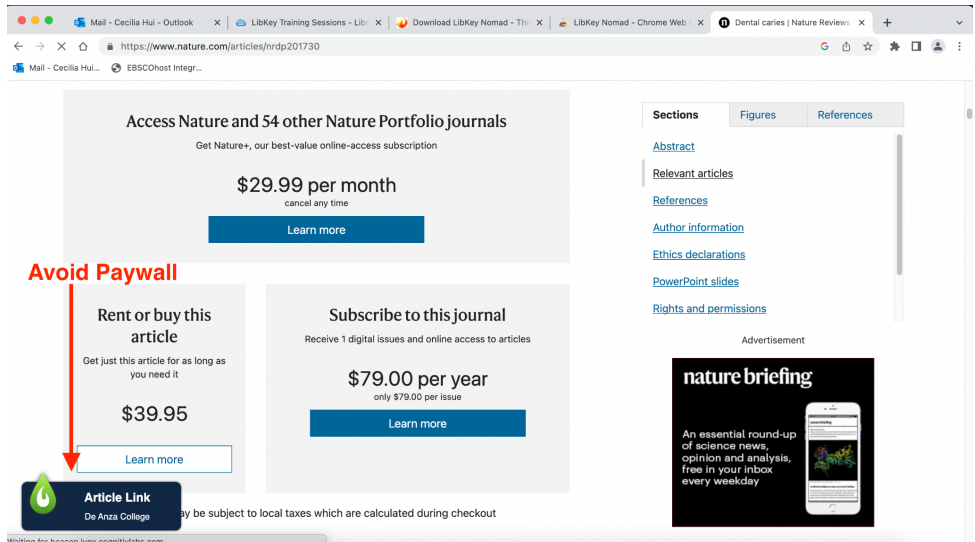 Mail - Cecilia Hui - Outlook
LibKey Training Sessions - Libr
Download LibKey Nomad - Thi
LibKey Nomad - Chrome Web S
Dental caries | Nature Reviews
https://www.nature.com/articles/nrdp201730
Mail - Cecilia Hui...
EBSCOhost Integr...
Access Nature and 54 other Nature Portfolio journals
Get Nature+, our best-value online-access subscription
$29.99 per month
cancel any time
Learn more
Avoid Paywall
Rent or buy this
article
Get just this article for as long as
you need it
$39.95
Learn more
Subscribe to this journal
Receive 1 digital issues and online access to articles
$79.00 per year
only $79.00 per issue
Learn more
Article Link
De Anza College
ay be subject to local taxes which are calculated during checkout
Sections
Figures
References
Abstract
Relevant articles
References
Author information
Ethics declarations
PowerPoint slides
Rights and permissions
Advertisement
nature briefing
An essential round-up
of science news,
opinion and analysis,
free in your inbox
every weekday